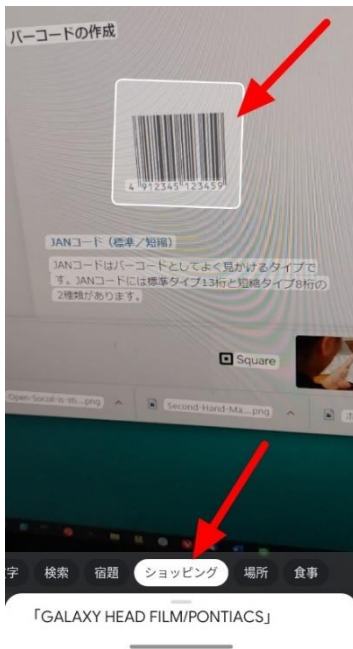 バーコードの作成
4 912345 123459
JANコード（標準／短縮）
JANコードはバーコードとしてよく見かけるタイプで
す。JANコードには標準タイプ13桁と短縮タイプ8桁の
2種類があります。
Square
Second-Hand-Ma....png
字 検索 宿題 ショッピング 場所 食事
「GALAXY HEAD FILM/PONTIACS」